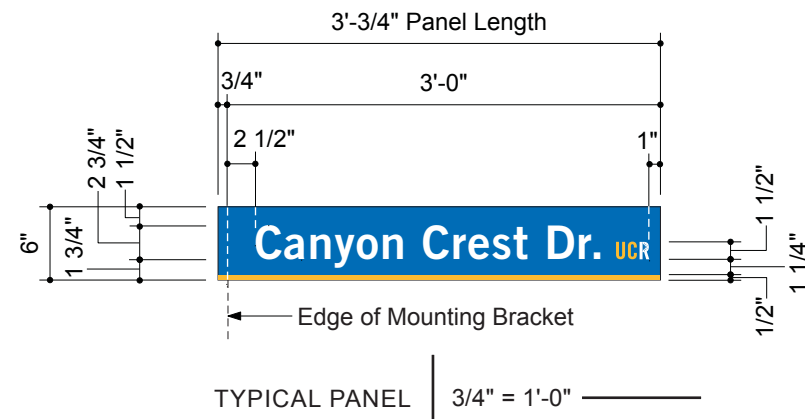 3'-3/4" Panel Length
3/4"
3'-0"
2 1/2"
1"
6"
1 3/4"
2 3/4"
1 1/2"
Canyon Crest Dr. UCR
1 1/2"
1 1/4"
1/2"
Edge of Mounting Bracket
TYPICAL PANEL
3/4" = 1'-0"